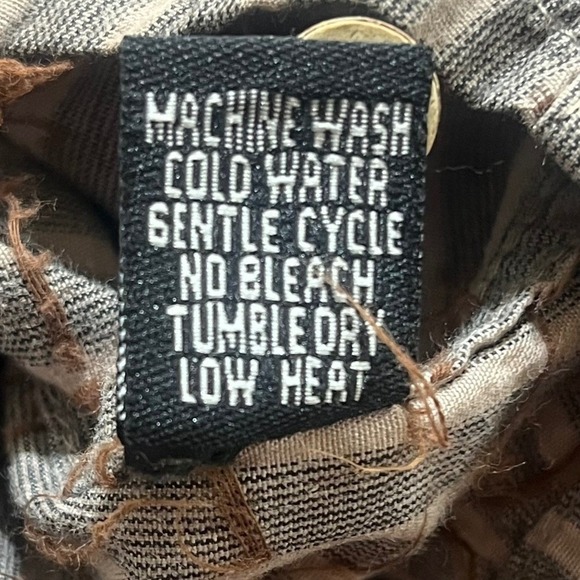 MACHINE WASH
COLD WATER
GENTLE CYCLE
NO BLEACH
TUMBLE DRY
LOW HEAT